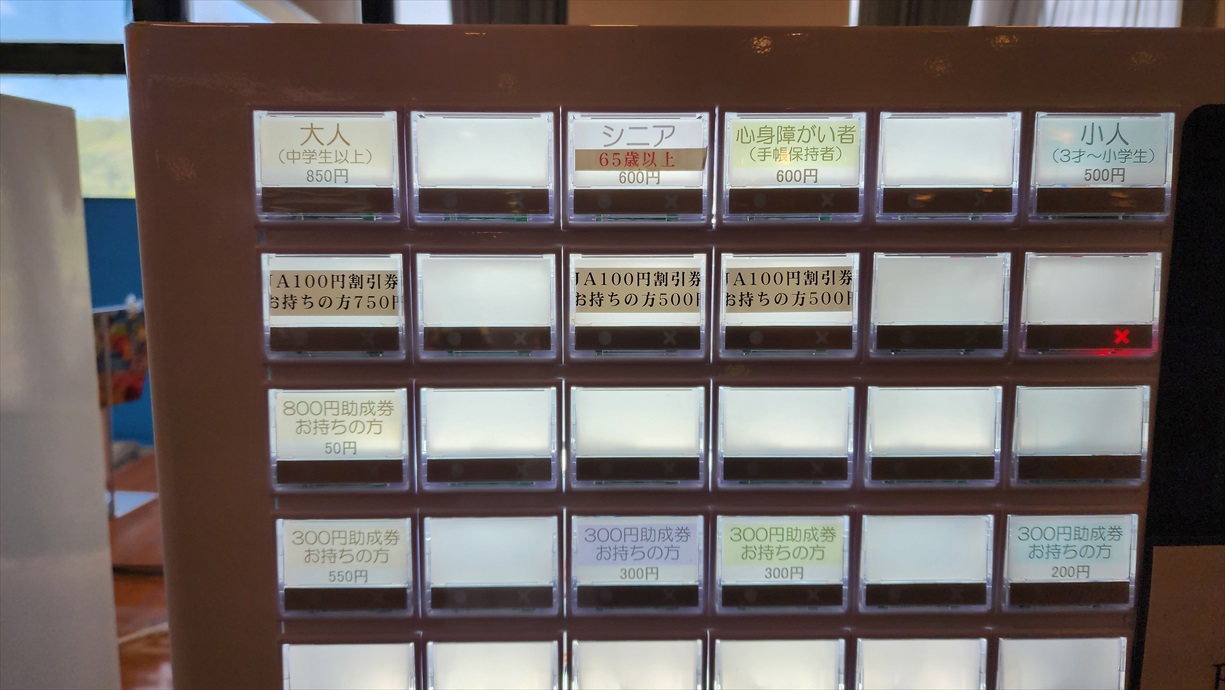 大人
(中学生以上)
850円
シニア
65歳以上
600円
心身障がい者
(手帳保持者)
600円
小人
(3才~小学生)
500円
JA100円割引券
お持ちの方750円
JA100円割引券
お持ちの方500円
JA100円割引券
お持ちの方500円
800円助成券
お持ちの方
50円
300円助成券
お持ちの方
550円
300円助成券
お持ちの方
300円
300円助成券
お持ちの方
300円
300円助成券
お持ちの方
200円